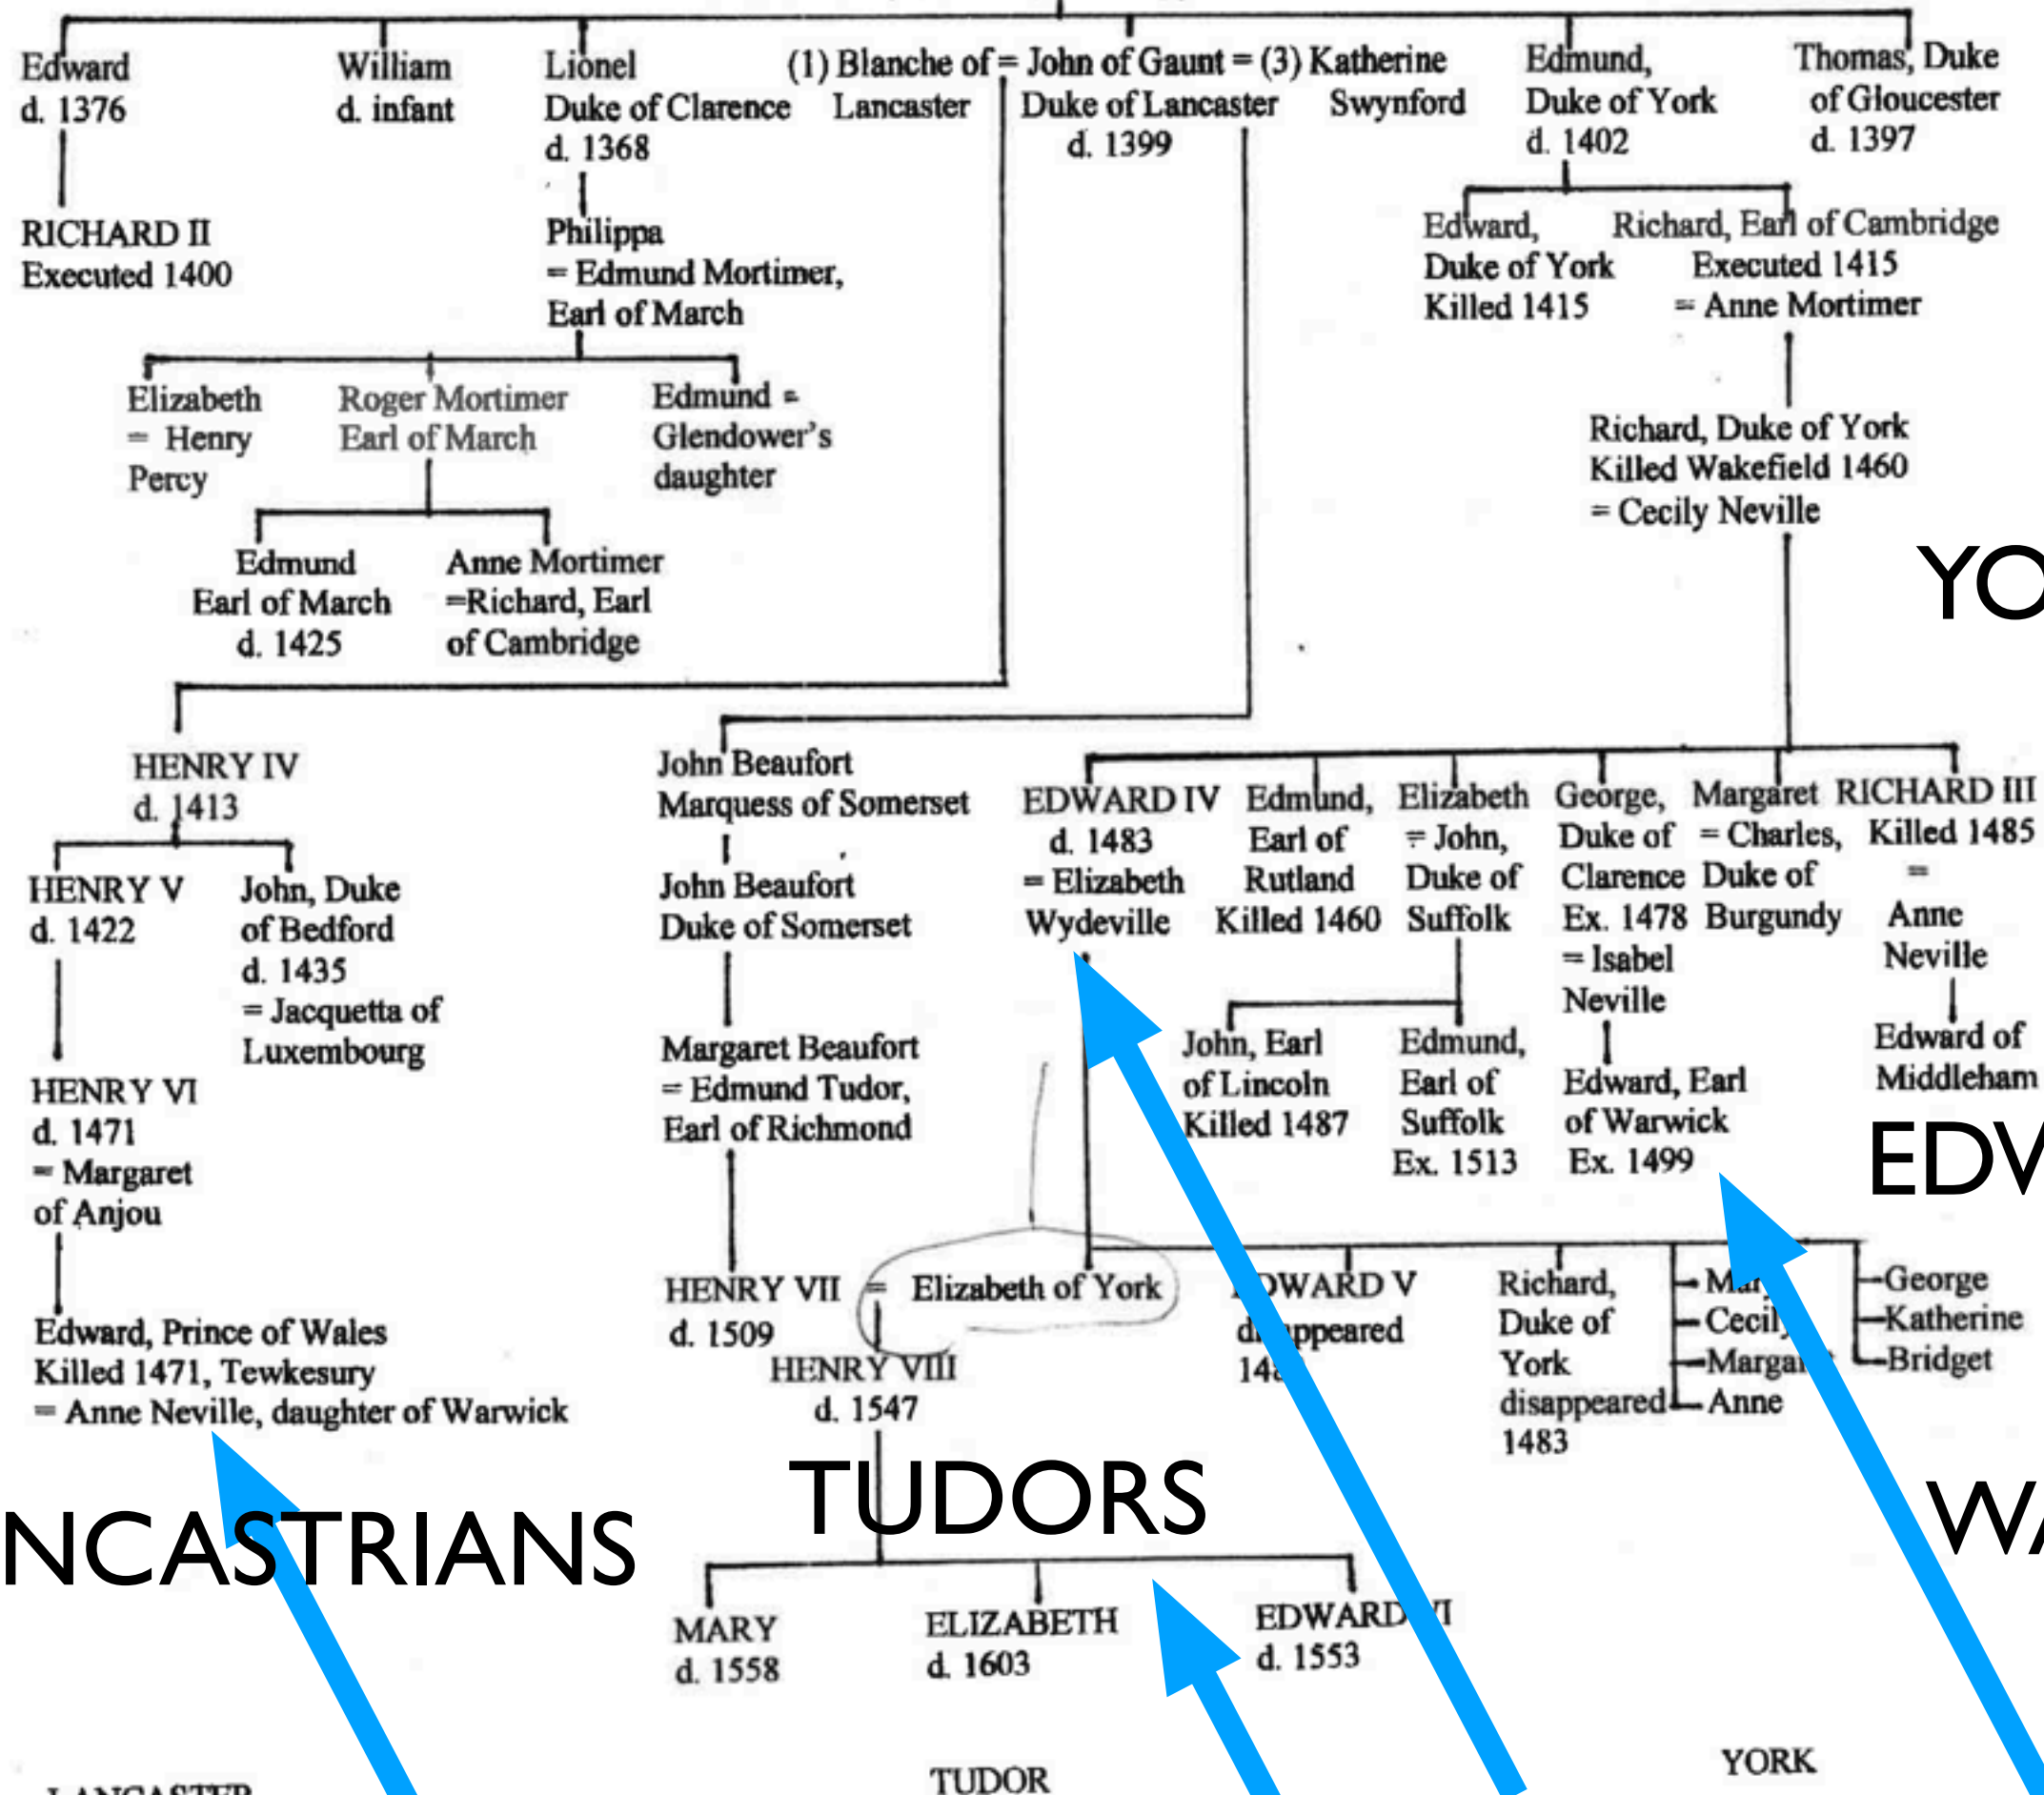 Edward
d. 1376
William
d. infant
Lionel
Duke of Clarence
d. 1368
(1) Blanche of = John of Gaunt = (3) Katherine
Lancaster Duke of Lancaster Swynford
d. 1399
Edmund,
Duke of York
d. 1402
Thomas, Duke
of Gloucester
d. 1397
RICHARD II
Executed 1400
Philippa
= Edmund Mortimer,
Earl of March
Edward,
Duke of York
Killed 1415
Richard, Earl of Cambridge
Executed 1415
= Anne Mortimer
Elizabeth
= Henry
Percy
Roger Mortimer
Earl of March
Edmund =
Glendower's
daughter
Richard, Duke of York
Killed Wakefield 1460
= Cecily Neville
Edmund
Earl of March
d. 1425
Anne Mortimer
=Richard, Earl
of Cambridge
YO
HENRY IV
d. 1413
John Beaufort
Marquess of Somerset
EDWARD IV
d. 1483
= Elizabeth
Wydeville
Edmund,
Earl of
Rutland
Killed 1460
Elizabeth
= John,
Duke of
Suffolk
George,
Duke of
Clarence
Ex. 1478
= Isabel
Neville
Margaret
= Charles,
Duke of
Burgundy
RICHARD III
Killed 1485
=
Anne
Neville
HENRY V
d. 1422
John, Duke
of Bedford
d. 1435
= Jacquetta of
Luxembourg
John Beaufort
Duke of Somerset
Margaret Beaufort
= Edmund Tudor,
Earl of Richmond
John, Earl
of Lincoln
Killed 1487
Edmund,
Earl of
Suffolk
Ex. 1513
Edward, Earl
of Warwick
Ex. 1499
Edward of
Middleham
EDW
HENRY VI
d. 1471
= Margaret
of Anjou
HENRY VII = Elizabeth of York
d. 1509
DWARD V
disappeared
Richard,
Duke of
York
disappeared
1483
Cecily
Margaret
Anne
George
Katherine
Bridget
Edward, Prince of Wales
Killed 1471, Tewkesury
= Anne Neville, daughter of Warwick
HENRY VIII
d. 1547
NCASTRIANS
TUDORS
WA
MARY
d. 1558
ELIZABETH
d. 1603
EDWARD VI
d. 1553
LANCASTER
TUDOR
YORK